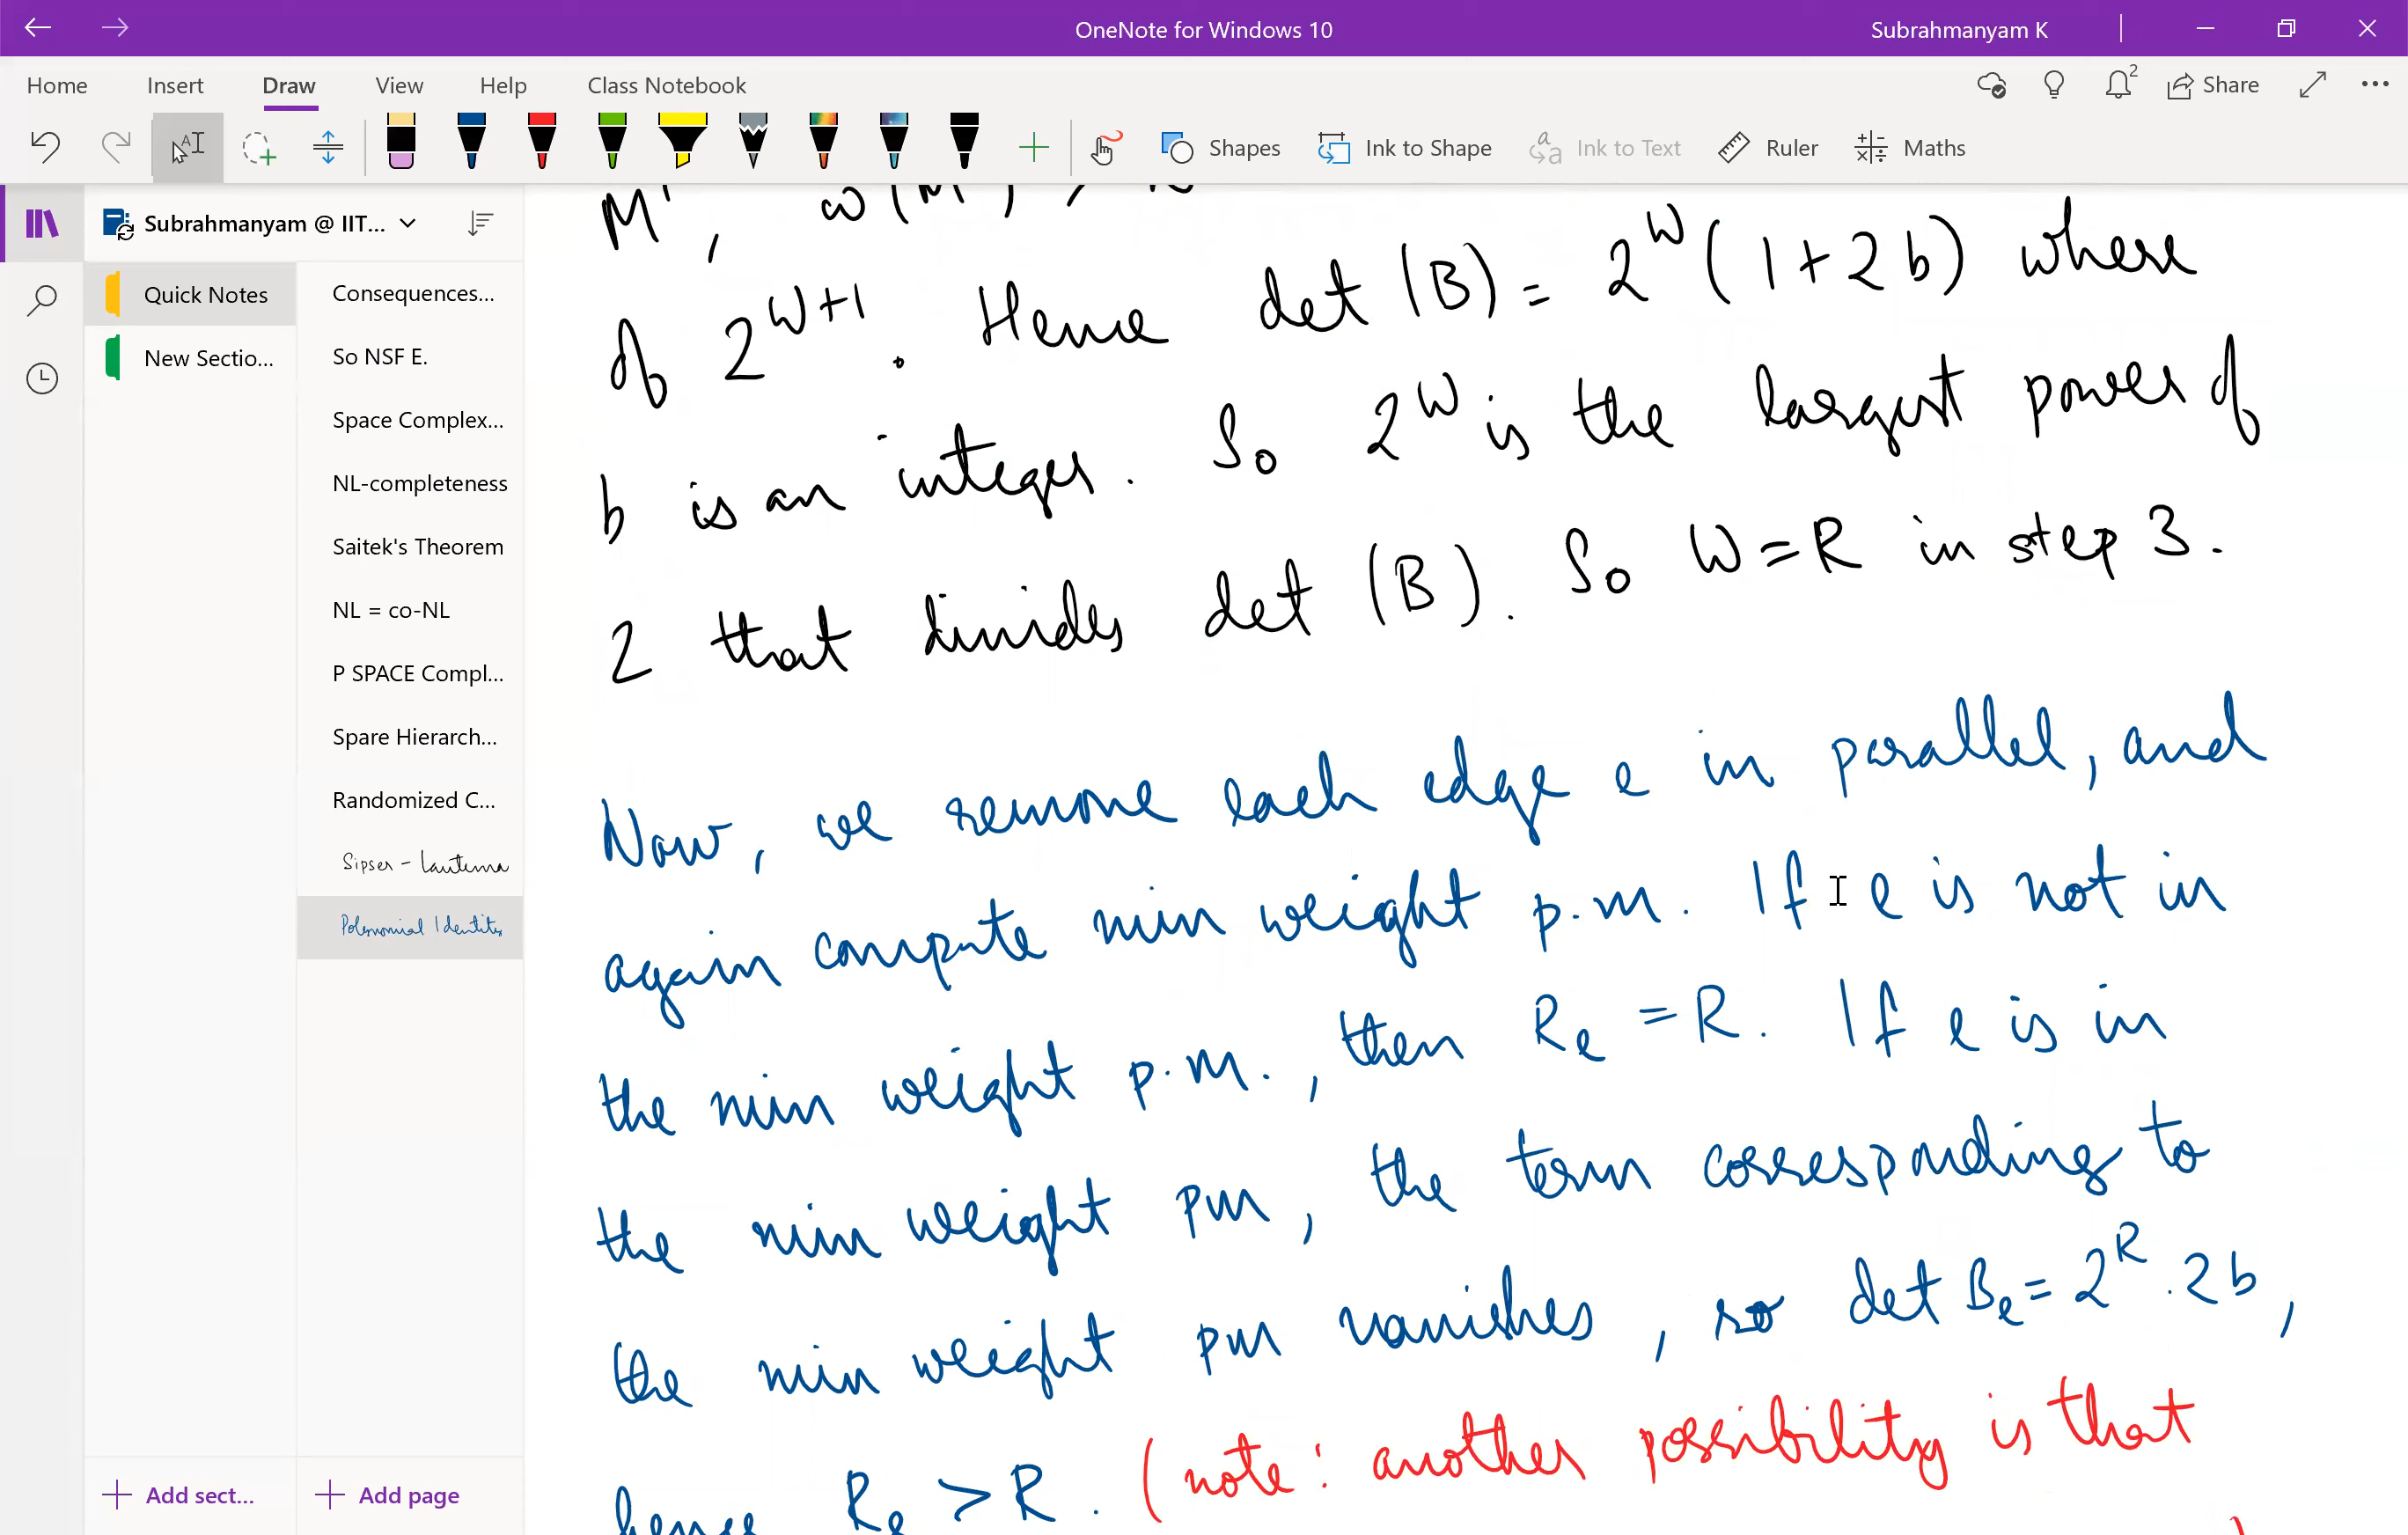 OneNote for Windows 10
Subrahmanyam K
Home Insert Draw View Help Class Notebook
2 Share
Shapes Ink to Shape Ink to Text Ruler Maths
Subrahmanyam @ IIT...
Quick Notes
New Sectio...
Consequences...
So NSF E.
Space Complex...
NL-completeness
Saitek's Theorem
NL = co-NL
P SPACE Compl...
Spare Hierarch...
Randomized C...
Sipser - Lautema
Polynomial Identity
Add sect...
Add page
M', w(M') >
of 2^{W+1}. Hence det (B) = 2^W (1+2b) where
b is an integer. So 2^W is the largest power of
2 that divides det (B). So W=R in step 3.
Now, we remove each edge e in parallel, and
again compute min weight p.m. If e is not in
the min weight p.m., then R_e = R. If e is in
the min weight pm, the term corresponding to
the min weight pm vanishes, so det B_e = 2^R . 2b,
hence R_e > R. (note: another possibility is that